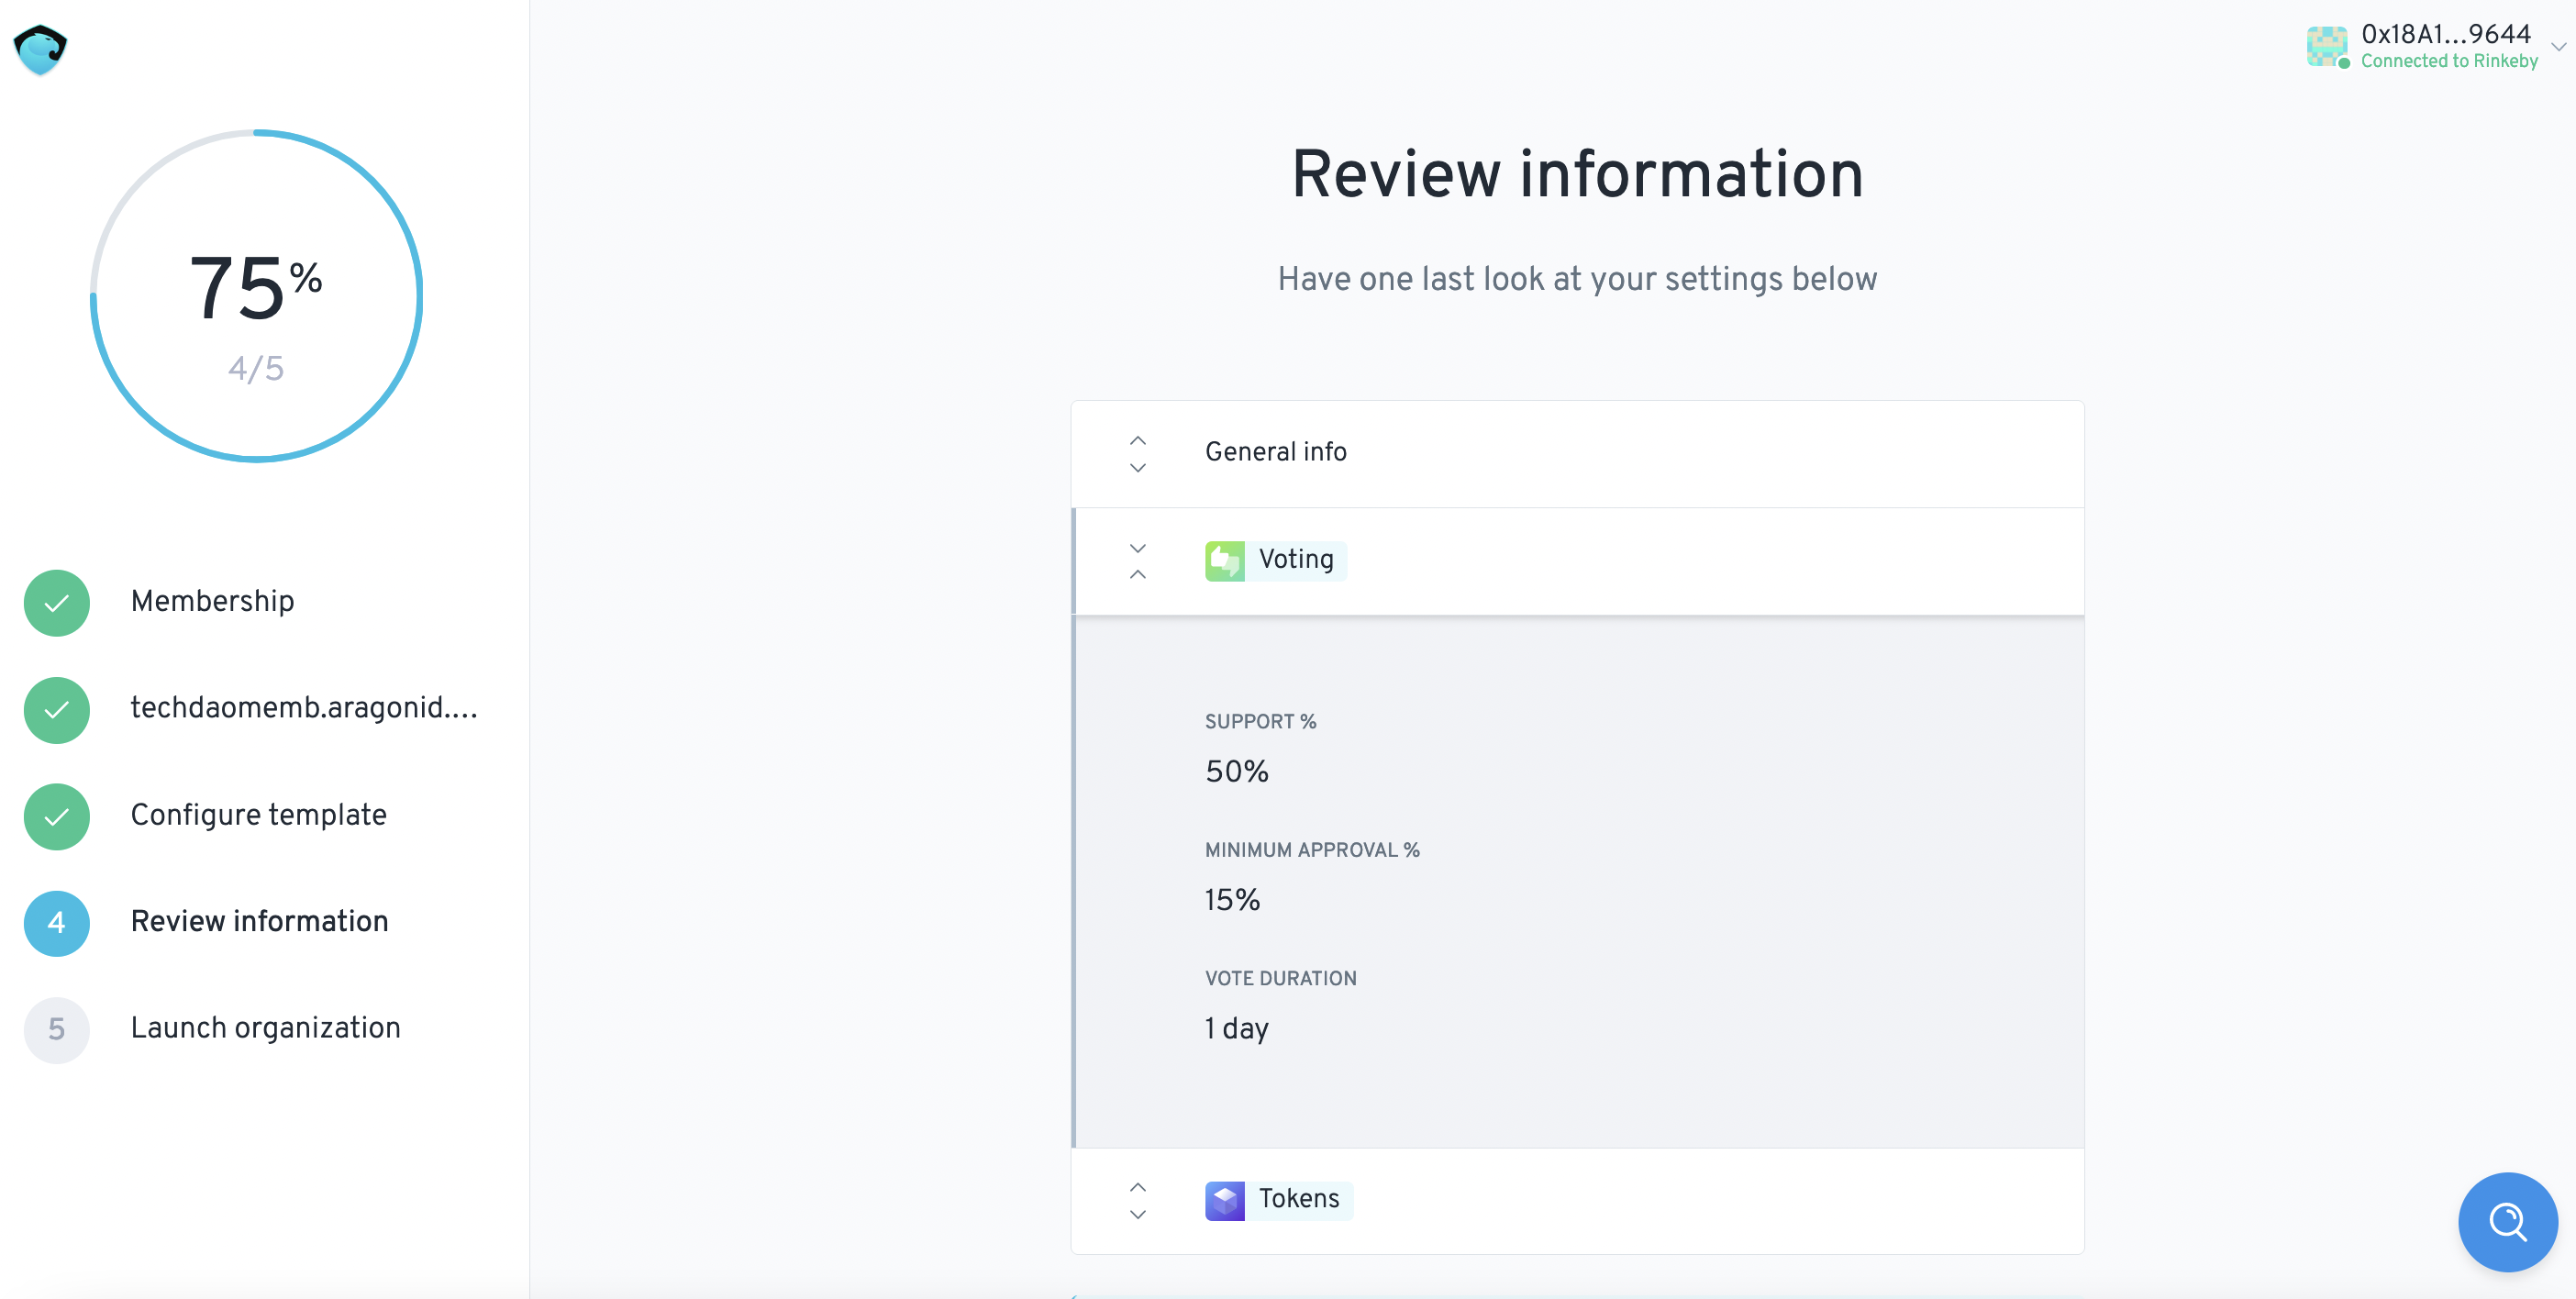 0x18A1...9644
Connected to Rinkeby
75%
4/5
Membership
techdaomemb.aragonid....
Configure template
4 Review information
5 Launch organization
Review information
Have one last look at your settings below
General info
Voting
SUPPORT %
50%
MINIMUM APPROVAL %
15%
VOTE DURATION
1 day
Tokens